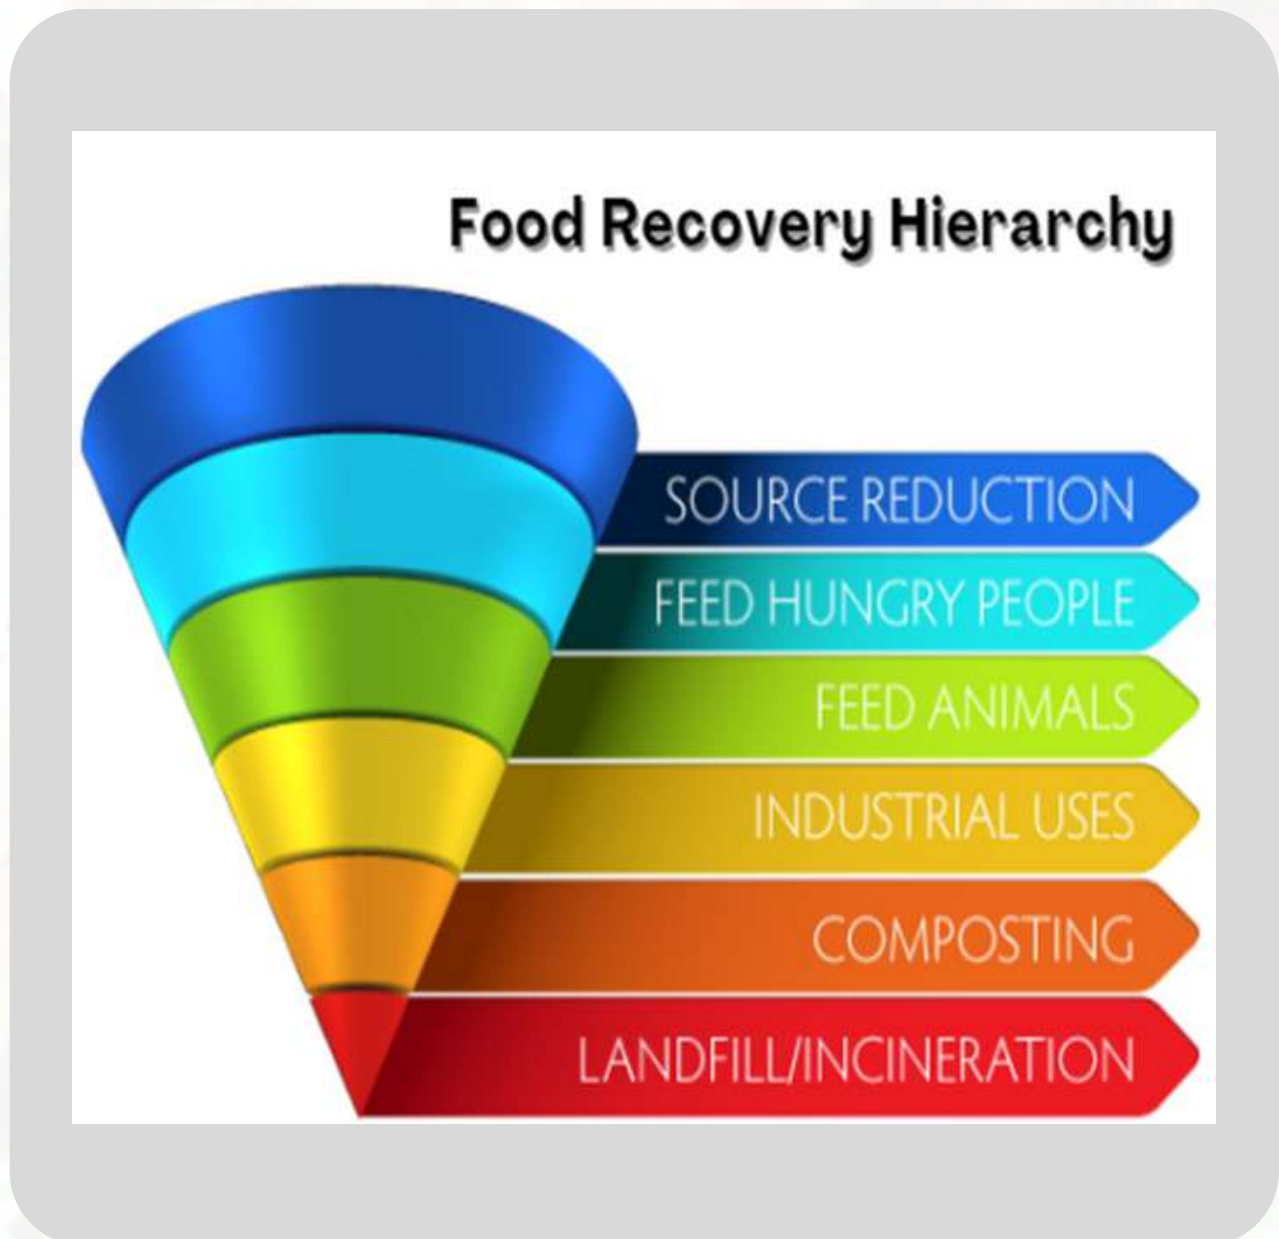 Food Recovery Hierarchy
SOURCE REDUCTION
FEED HUNGRY PEOPLE
FEED ANIMALS
INDUSTRIAL USES
COMPOSTING
LANDFILL/INCINERATION